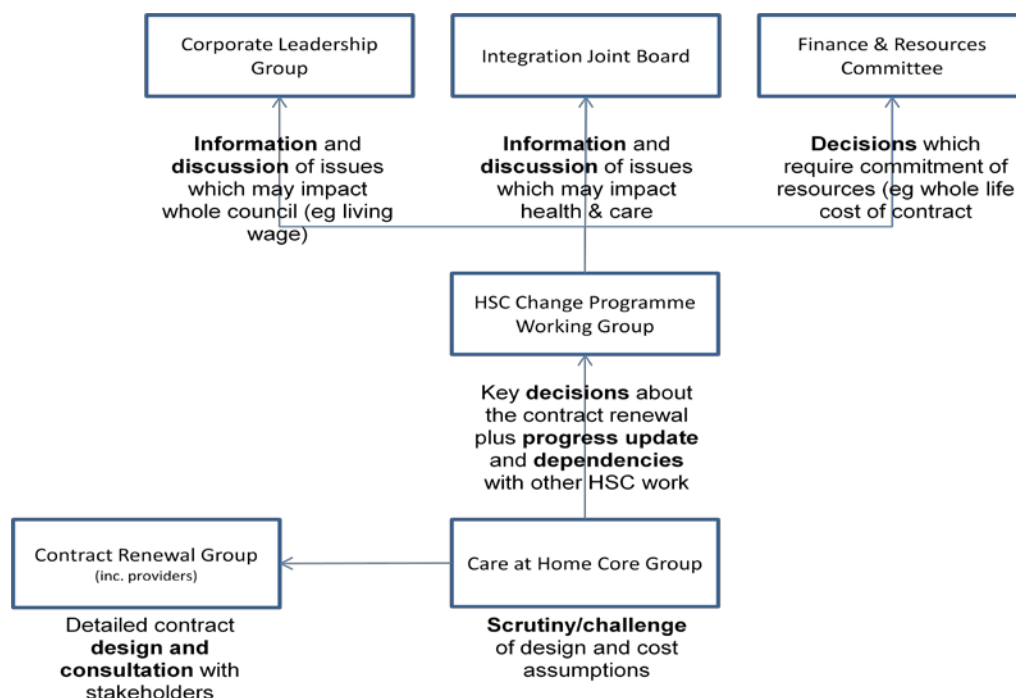 Corporate Leadership
Group
Integration Joint Board
Finance & Resources
Committee
Information and
discussion of issues
which may impact
whole council (eg living
wage)
Information and
discussion of issues
which may impact
health & care
Decisions which
require commitment of
resources (eg whole life
cost of contract
HSC Change Programme
Working Group
Key decisions about
the contract renewal
plus progress update
and dependencies
with other HSC work
Contract Renewal Group
(inc. providers)
Care at Home Core Group
Detailed contract
design and
consultation with
stakeholders
Scrutiny/challenge
of design and cost
assumptions